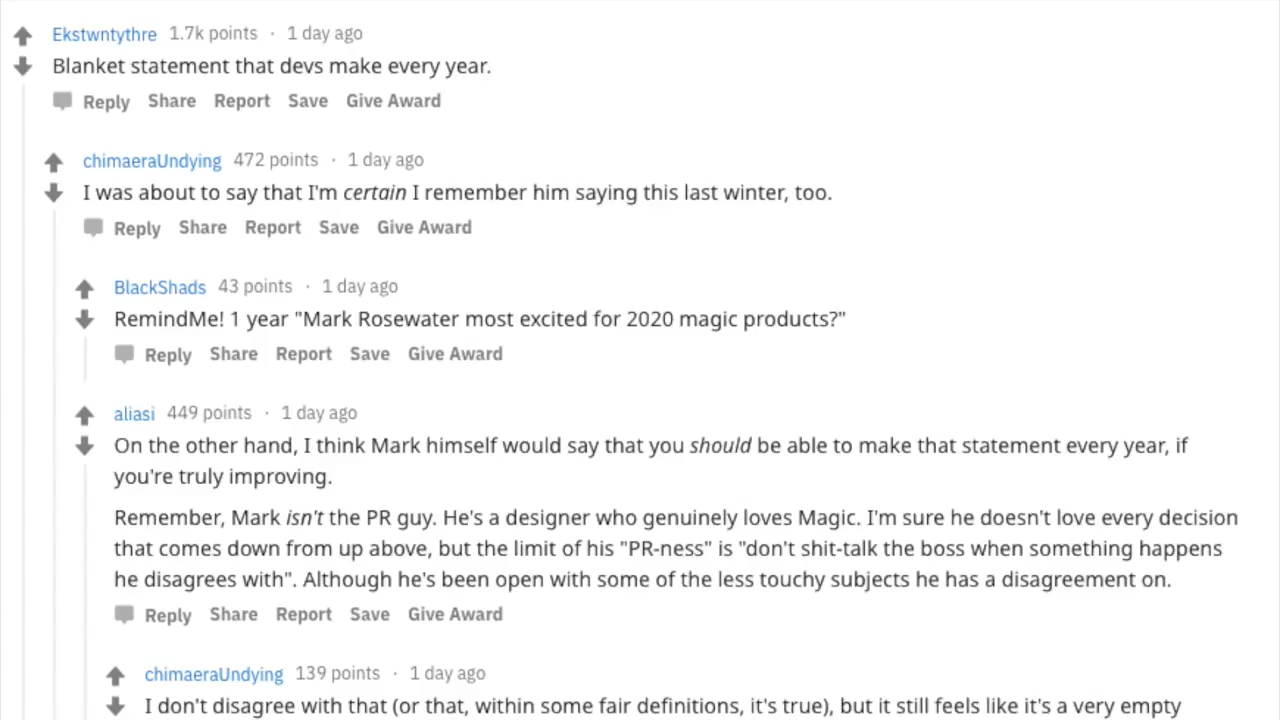 Ekstwntythre 1.7k points · 1 day ago
Blanket statement that devs make every year.
Reply Share Report Save Give Award
chimaeraUndying 472 points · 1 day ago
I was about to say that I'm certain I remember him saying this last winter, too.
Reply Share Report Save Give Award
BlackShads 43 points · 1 day ago
RemindMe! 1 year "Mark Rosewater most excited for 2020 magic products?"
Reply Share Report Save Give Award
aliasi 449 points · 1 day ago
On the other hand, I think Mark himself would say that you should be able to make that statement every year, if
you're truly improving.
Remember, Mark isn't the PR guy. He's a designer who genuinely loves Magic. I'm sure he doesn't love every decision
that comes down from up above, but the limit of his "PR-ness" is "don't shit-talk the boss when something happens
he disagrees with". Although he's been open with some of the less touchy subjects he has a disagreement on.
Reply Share Report Save Give Award
chimaeraUndying 139 points · 1 day ago
I don't disagree with that (or that, within some fair definitions, it's true), but it still feels like it's a very empty